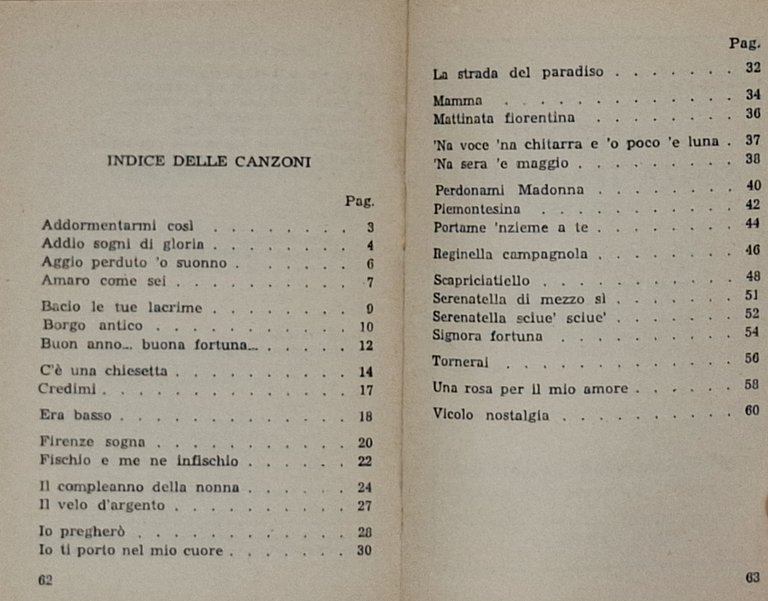 INDICE DELLE CANZONI
Pag.
Addormentarmi così . . . . . . . . 3
Addio sogni di gloria . . . . . . . . 4
Aggio perduto 'o suonno . . . . . . 6
Amaro come sei . . . . . . . . . . 7
Bacio le tue lacrime . . . . . . . . 9
Borgo antico . . . . . . . . . . . 10
Buon anno... buona fortuna... . . . . . 12
C'è una chiesetta . . . . . . . . . . 14
Credimi . . . . . . . . . . . . . 17
Era basso . . . . . . . . . . . . 18
Firenze sogna . . . . . . . . . . . 20
Fischio e me ne infischio . . . . . . 22
Il compleanno della nonna . . . . . . 24
Il velo d'argento . . . . . . . . . . 27
Io pregherò . . . . . . . . . . . 28
Io ti porto nel mio cuore . . . . . . . 30
62
Pag.
La strada del paradiso . . . . . . . 32
Mamma . . . . . . . . . . . . 34
Mattinata fiorentina . . . . . . . . 36
'Na voce 'na chitarra e 'o poco 'e luna . 37
'Na sera 'e maggio . . . . . . . . . 38
Perdonami Madonna . . . . . . . . 40
Piemontesina . . . . . . . . . . . 42
Portame 'nzieme a te . . . . . . . . 44
Reginella campagnola . . . . . . . . 46
Scapriciatiello . . . . . . . . . . . 48
Serenatella di mezzo sì . . . . . . . 51
Serenatella sciue' sciue' . . . . . . . 52
Signora fortuna . . . . . . . . . . 54
Tornerai . . . . . . . . . . . . 56
Una rosa per il mio amore . . . . . . 58
Vicolo nostalgia . . . . . . . . . . 60
63